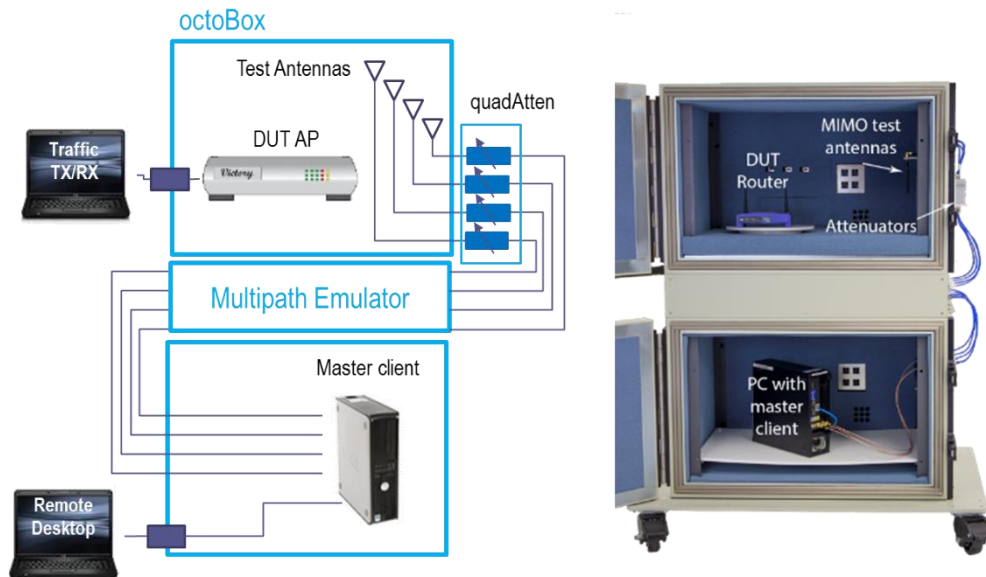 octoBox
Test Antennas
quadAtten
DUT AP
Traffic
TX/RX
Victory
Multipath Emulator
Master client
Remote
Desktop
MIMO test
antennas
DUT
Router
Attenuators
PC with
master
client